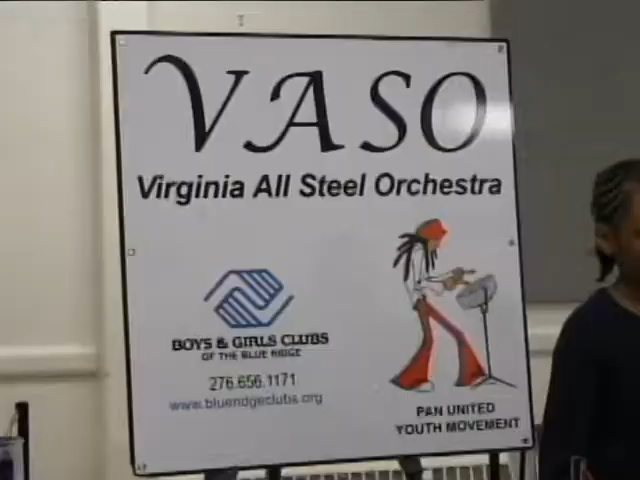 VASO
Virginia All Steel Orchestra
BOYS & GIRLS CLUBS
OF THE BLUE RIDGE
276.656.1171
www.blueridgeclubs.org
PAN UNITED
YOUTH MOVEMENT